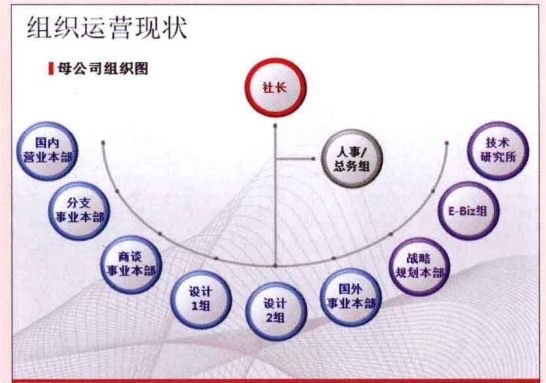 组织运营现状
母公司组织图
社长
人事/
总务组
国内
营业本部
分支
事业本部
商谈
事业本部
设计
1组
设计
2组
国外
事业本部
战略
规划本部
E-Biz组
技术
研究所